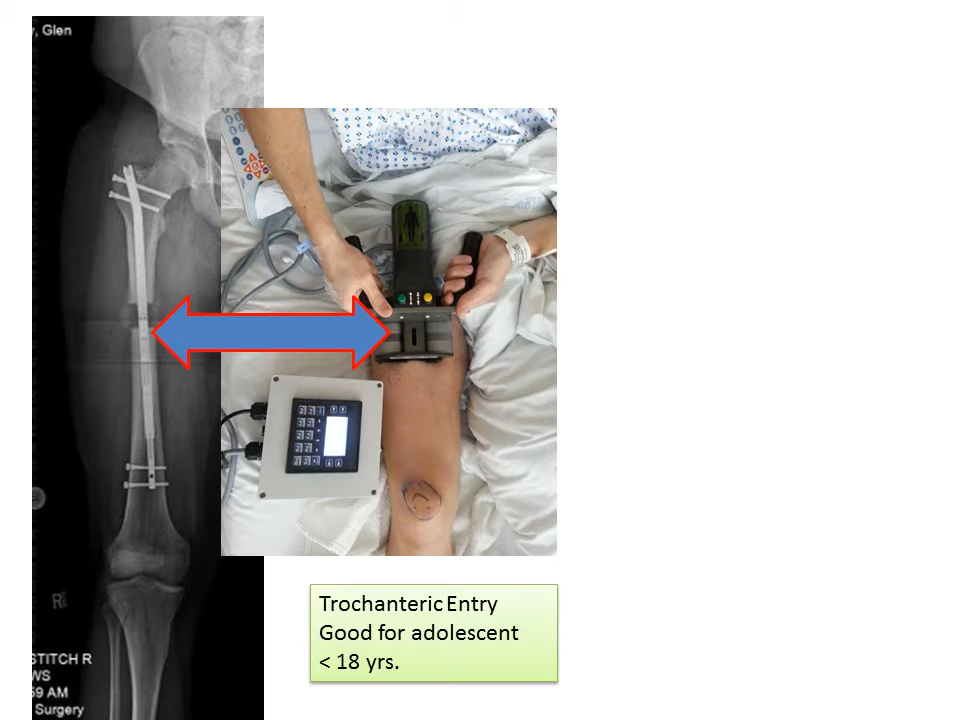 , Glen
R
STITCH R
WS
59 AM
Surgery
Trochanteric Entry
Good for adolescent
< 18 yrs.